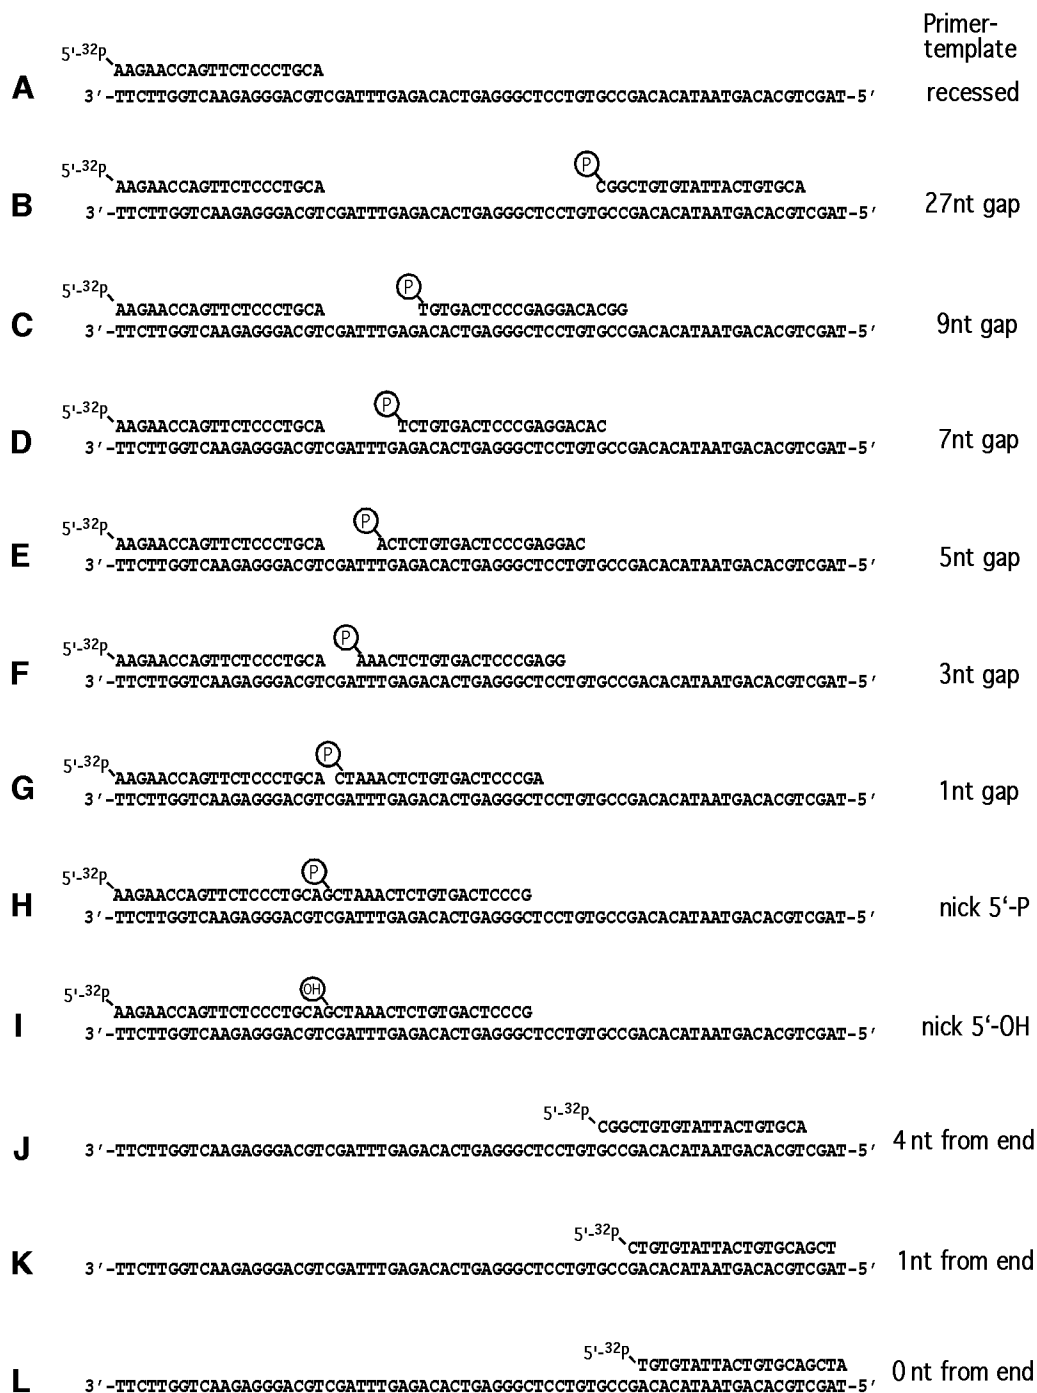 Primer-
template
5'-32P
AAGAACCAGTTCTCCCTGCA
A 3'-TTCTTGGTCAAGAGGGACGTCGATTTGAGACACTGAGGGCTCCTGTGCCGACACATAATGACACGTCGAT-5' recessed
5'-32P P
AAGAACCAGTTCTCCCTGCA CGGCTGTGTATTACTGTGCA
B 3'-TTCTTGGTCAAGAGGGACGTCGATTTGAGACACTGAGGGCTCCTGTGCCGACACATAATGACACGTCGAT-5' 27nt gap
5'-32P P
AAGAACCAGTTCTCCCTGCA TGTGACTCCCGAGGACACGG
C 3'-TTCTTGGTCAAGAGGGACGTCGATTTGAGACACTGAGGGCTCCTGTGCCGACACATAATGACACGTCGAT-5' 9nt gap
5'-32P P
AAGAACCAGTTCTCCCTGCA TCTGTGACTCCCGAGGACAC
D 3'-TTCTTGGTCAAGAGGGACGTCGATTTGAGACACTGAGGGCTCCTGTGCCGACACATAATGACACGTCGAT-5' 7nt gap
5'-32P P
AAGAACCAGTTCTCCCTGCA ACTCTGTGACTCCCGAGGAC
E 3'-TTCTTGGTCAAGAGGGACGTCGATTTGAGACACTGAGGGCTCCTGTGCCGACACATAATGACACGTCGAT-5' 5nt gap
5'-32P P
AAGAACCAGTTCTCCCTGCA AAACTCTGTGACTCCCGAGG
F 3'-TTCTTGGTCAAGAGGGACGTCGATTTGAGACACTGAGGGCTCCTGTGCCGACACATAATGACACGTCGAT-5' 3nt gap
5'-32P P
AAGAACCAGTTCTCCCTGCA CTAAACTCTGTGACTCCCGA
G 3'-TTCTTGGTCAAGAGGGACGTCGATTTGAGACACTGAGGGCTCCTGTGCCGACACATAATGACACGTCGAT-5' 1nt gap
5'-32P P
AAGAACCAGTTCTCCCTGCAGCTAAACTCTGTGACTCCCG
H 3'-TTCTTGGTCAAGAGGGACGTCGATTTGAGACACTGAGGGCTCCTGTGCCGACACATAATGACACGTCGAT-5' nick 5‘-P
5'-32P OH
AAGAACCAGTTCTCCCTGCAGCTAAACTCTGTGACTCCCG
I 3'-TTCTTGGTCAAGAGGGACGTCGATTTGAGACACTGAGGGCTCCTGTGCCGACACATAATGACACGTCGAT-5' nick 5‘-OH
5'-32P
CGGCTGTGTATTACTGTGCA
J 3'-TTCTTGGTCAAGAGGGACGTCGATTTGAGACACTGAGGGCTCCTGTGCCGACACATAATGACACGTCGAT-5' 4 nt from end
5'-32P
CTGTGTATTACTGTGCAGCT
K 3'-TTCTTGGTCAAGAGGGACGTCGATTTGAGACACTGAGGGCTCCTGTGCCGACACATAATGACACGTCGAT-5' 1nt from end
5'-32P
TGTGTATTACTGTGCAGCTA
L 3'-TTCTTGGTCAAGAGGGACGTCGATTTGAGACACTGAGGGCTCCTGTGCCGACACATAATGACACGTCGAT-5' 0 nt from end